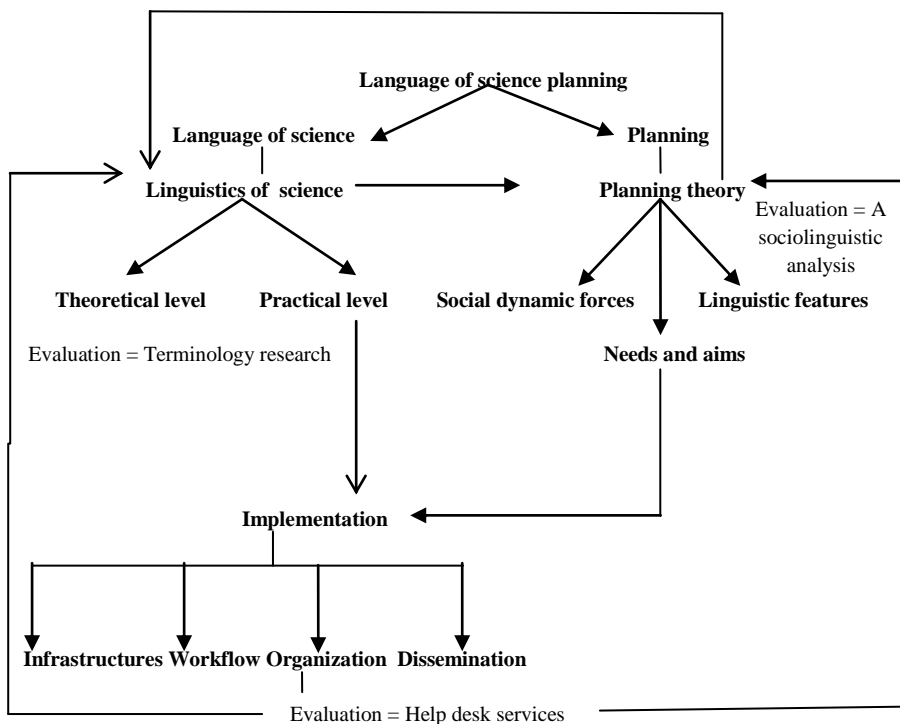 Language of science planning
Language of science
Planning
Linguistics of science
Planning theory
Evaluation = A
sociolinguistic
analysis
Theoretical level
Practical level
Social dynamic forces
Linguistic features
Evaluation = Terminology research
Needs and aims
Implementation
Infrastructures Workflow Organization Dissemination
Evaluation = Help desk services